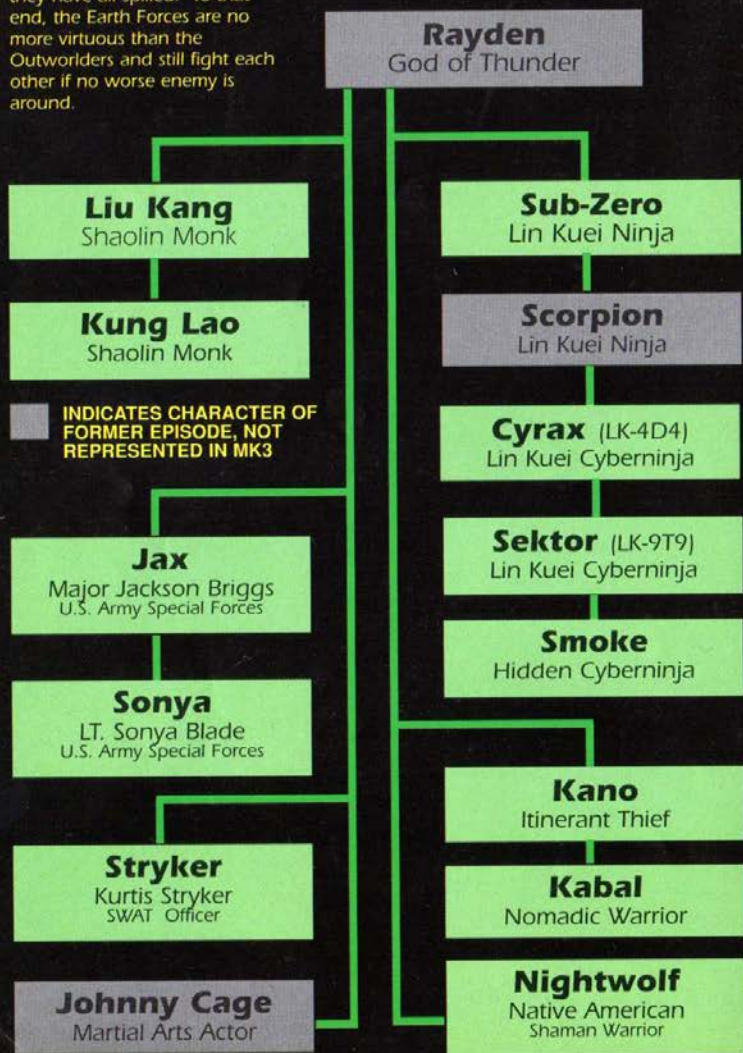 end, the Earth Forces are no
more virtuous than the
Outworlders and still fight each
other if no worse enemy is
around.
Rayden
God of Thunder
Liu Kang
Shaolin Monk
Kung Lao
Shaolin Monk
INDICATES CHARACTER OF
FORMER EPISODE, NOT
REPRESENTED IN MK3
Jax
Major Jackson Briggs
U.S. Army Special Forces
Sonya
LT. Sonya Blade
U.S. Army Special Forces
Stryker
Kurtis Stryker
SWAT Officer
Johnny Cage
Martial Arts Actor
Sub-Zero
Lin Kuei Ninja
Scorpion
Lin Kuei Ninja
Cyrax (LK-4D4)
Lin Kuei Cyberninja
Sektor (LK-9T9)
Lin Kuei Cyberninja
Smoke
Hidden Cyberninja
Kano
Itinerant Thief
Kabal
Nomadic Warrior
Nightwolf
Native American
Shaman Warrior